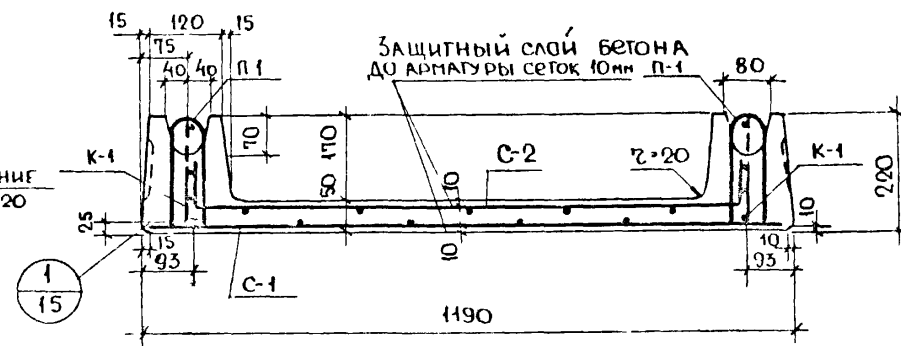 15 120 15
75
40 40
П 1
ЗАЩИТНЫЙ СЛОЙ БЕТОНА
ДО АРМАТУРЫ СЕТОК 10мм
П-1
80
70
170
50
К-1
НИЕ
20
25
10
С-2
r=20
К-1
220
10
15
93
10
10
93
1
15
С-1
1190